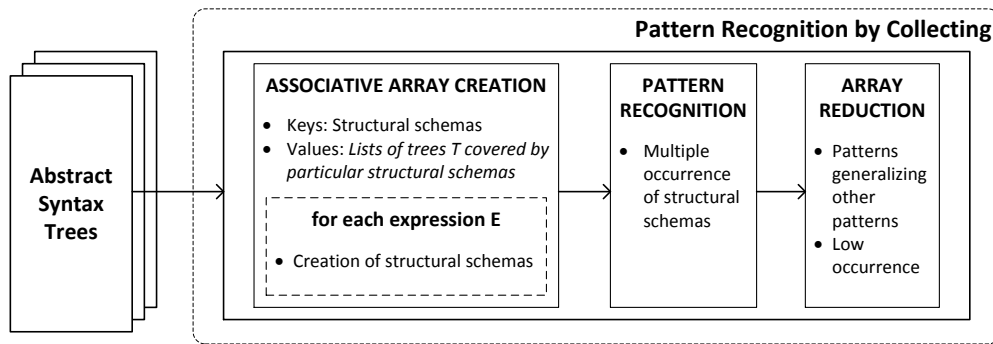 Pattern Recognition by Collecting
Abstract
Syntax
Trees
ASSOCIATIVE ARRAY CREATION
• Keys: Structural schemas
• Values: Lists of trees T covered by
particular structural schemas
for each expression E
• Creation of structural schemas
PATTERN
RECOGNITION
• Multiple
occurrence
of structural
schemas
ARRAY
REDUCTION
• Patterns
generalizing
other
patterns
• Low
occurrence